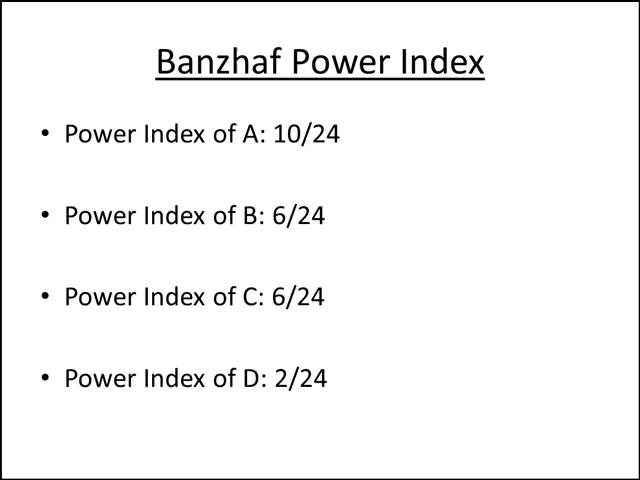 Banzhaf Power Index
• Power Index of A: 10/24
• Power Index of B: 6/24
• Power Index of C: 6/24
• Power Index of D: 2/24